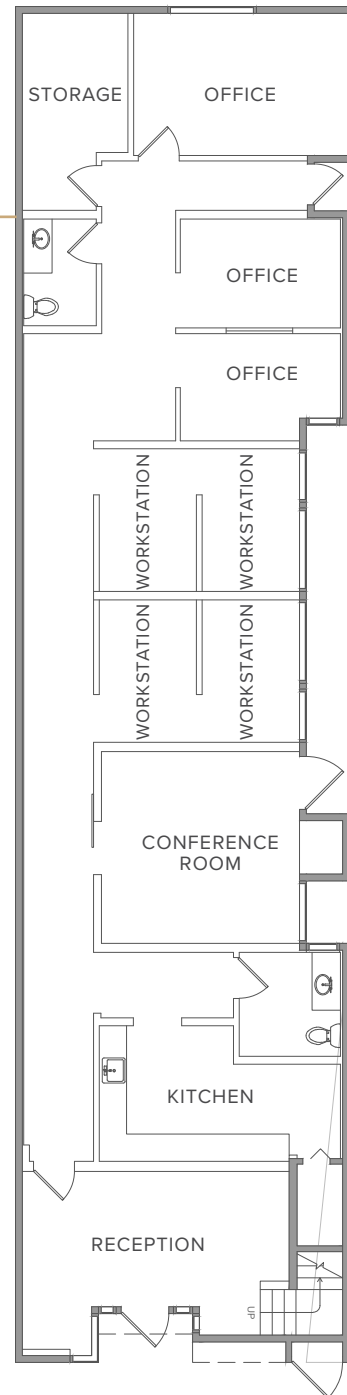 STORAGE
OFFICE
OFFICE
OFFICE
WORKSTATION
WORKSTATION
WORKSTATION
WORKSTATION
CONFERENCE
ROOM
KITCHEN
RECEPTION
UP